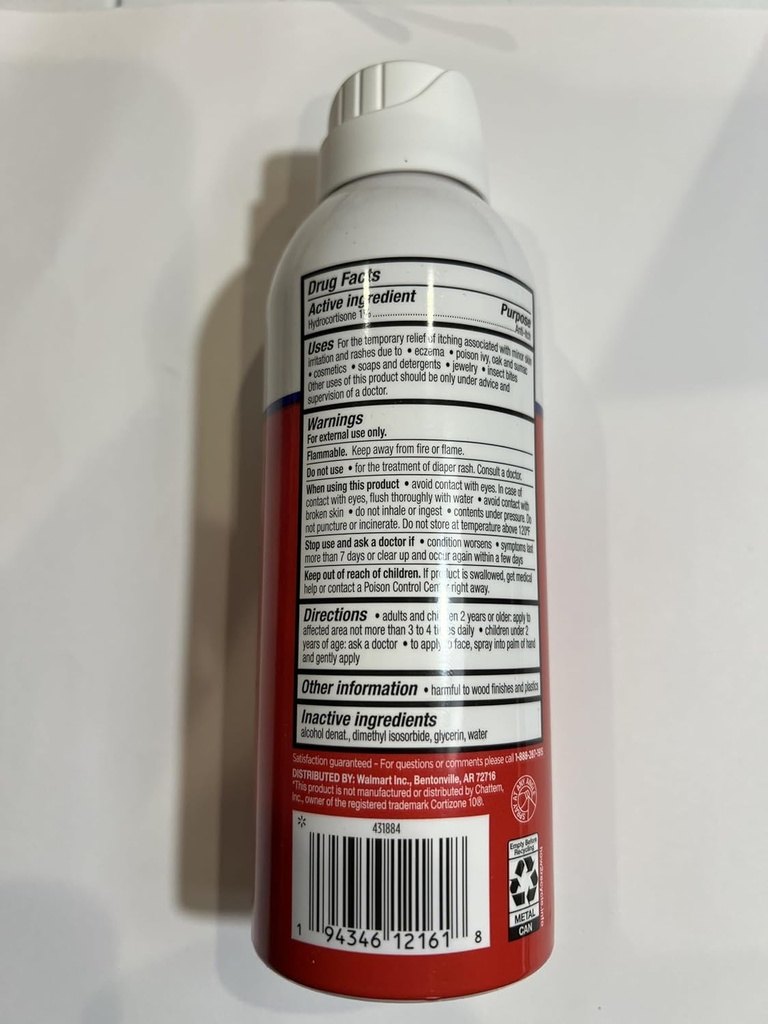 Drug Facts
Active ingredient Purpose
Hydrocortisone 1% Anti-itch
Uses For the temporary relief of itching associated with minor skin
irritation and rashes due to • eczema • poison ivy, oak and sumac
• cosmetics • soaps and detergents • jewelry • insect bites
Other uses of this product should be only under advice and
supervision of a doctor.
Warnings
For external use only.
Flammable. Keep away from fire or flame.
Do not use • for the treatment of diaper rash. Consult a doctor.
When using this product • avoid contact with eyes. In case of
contact with eyes, flush thoroughly with water • avoid contact with
broken skin • do not inhale or ingest • contents under pressure. Do
not puncture or incinerate. Do not store at temperature above 120°F
Stop use and ask a doctor if • condition worsens • symptoms last
more than 7 days or clear up and occur again within a few days
Keep out of reach of children. If product is swallowed, get medical
help or contact a Poison Control Center right away.
Directions • adults and children 2 years or older: apply to
affected area not more than 3 to 4 times daily • children under 2
years of age: ask a doctor • to apply to face, spray into palm of hand
and gently apply
Other information • harmful to wood finishes and plastics
Inactive ingredients
alcohol denat., dimethyl isosorbide, glycerin, water
Satisfaction guaranteed - For questions or comments please call
DISTRIBUTED BY: Walmart Inc., Bentonville, AR 72716
*This product is not manufactured or distributed by Chattem,
Inc., owner of the registered trademark Cortizone 10®.
SPRAY AT ANY ANGLE
431884
1 94346 12161 8
Empty Before
Recycling
METAL
CAN
how2recycle.info